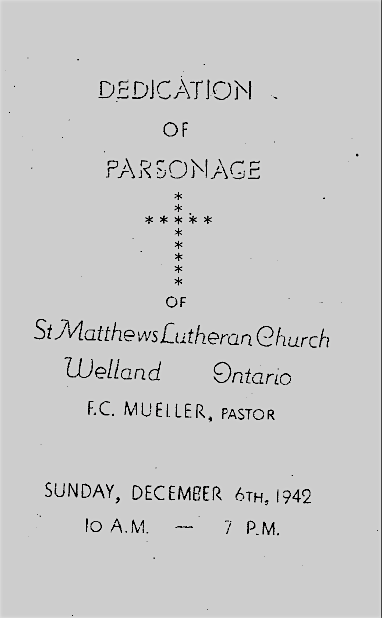 DEDICATION
OF
PARSONAGE
*
*
* * * * *
*
*
*
*
OF
St Matthews Lutheran Church
Welland Ontario
F.C. MUELLER, PASTOR
SUNDAY, DECEMBER 6TH, 1942
10 A.M. — 7 P.M.